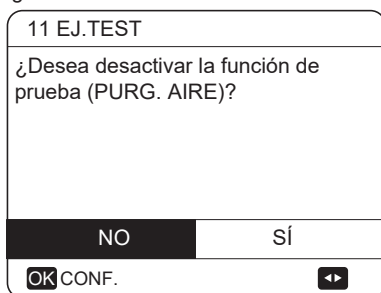 11 EJ.TEST
¿Desea desactivar la función de
prueba (PURG. AIRE)?
NO SÍ
OK CONF.